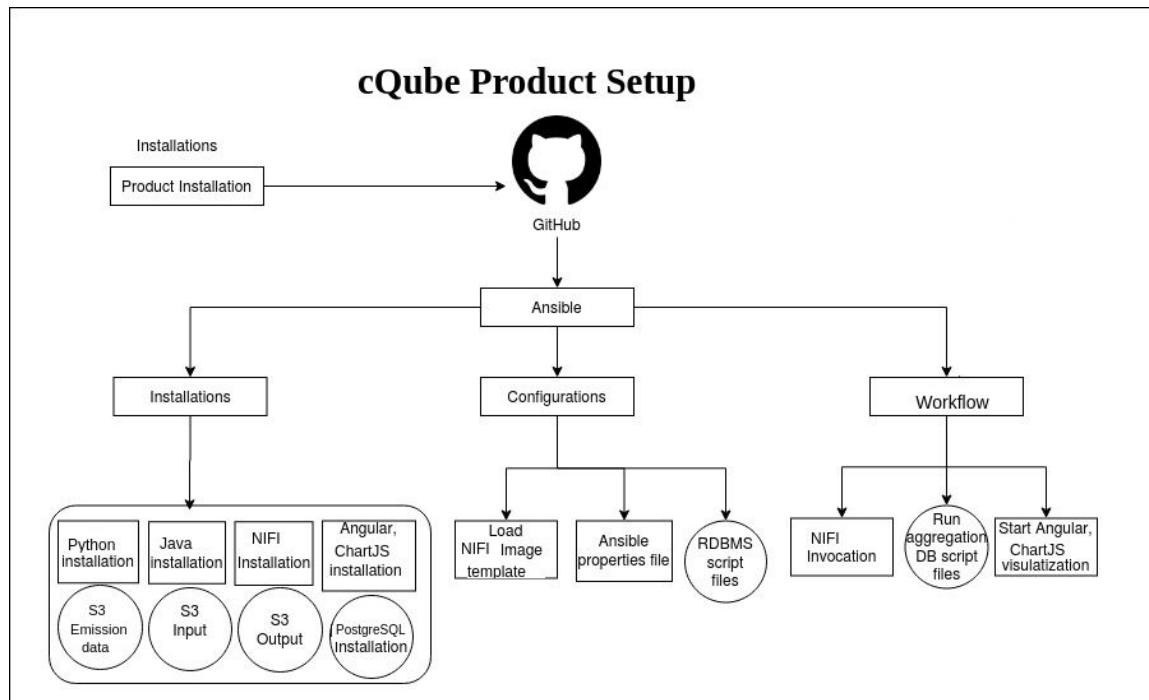 cQube Product Setup
Installations
Product Installation
GitHub
Ansible
Installations
Configurations
Workflow
Python
installation
Java
installation
NIFI
Installation
Angular,
ChartJS
installation
S3
Emission
data
S3
Input
S3
Output
PostgreSQL
Installation
Load
NIFI Image
template
Ansible
properties file
RDBMS
script
files
NIFI
Invocation
Run
aggregation
DB script
files
Start Angular,
ChartJS
visulatization